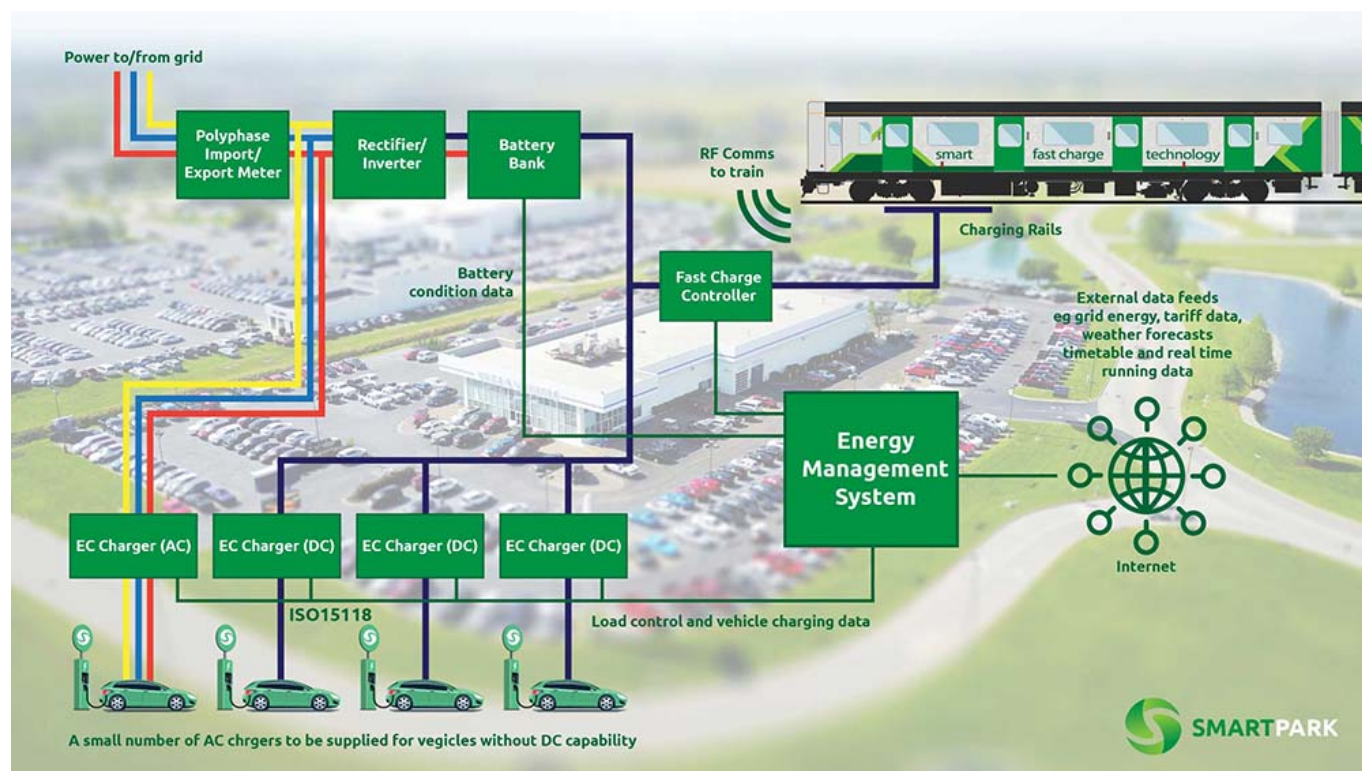 Power to/from grid
Polyphase
Import/
Export Meter
Rectifier/
Inverter
Battery
Bank
RF Comms
to train
smart
fast charge
technology
Charging Rails
Battery
condition data
Fast Charge
Controller
External data feeds
eg grid energy, tariff data,
weather forecasts
timetable and real time
running data
Energy
Management
System
Internet
EC Charger (AC)
EC Charger (DC)
EC Charger (DC)
EC Charger (DC)
ISO15118
Load control and vehicle charging data
A small number of AC chrgers to be supplied for vegicles without DC capability
SMARTPARK